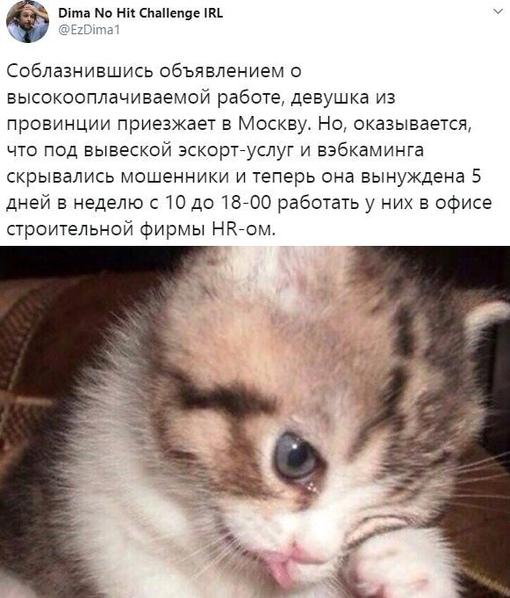 Dima No Hit Challenge IRL
@EzDima1
Соблазнившись объявлением о
высокооплачиваемой работе, девушка из
провинции приезжает в Москву. Но, оказывается,
что под вывеской эскорт-услуг и вэбкаминга
скрывались мошенники и теперь она вынуждена 5
дней в неделю с 10 до 18-00 работать у них в офисе
строительной фирмы HR-ом.